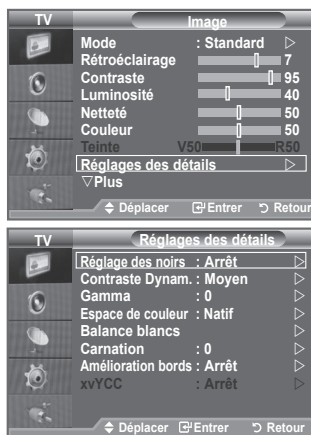 TV Image
Mode : Standard ▷
Rétroéclairage 7
Contraste 95
Luminosité 40
Netteté 50
Couleur 50
Teinte V50 R50
Réglages des détails ▷
▽Plus
Déplacer Entrer Retour
TV Réglages des détails
Réglage des noirs : Arrêt ▷
Contraste Dynam. : Moyen ▷
Gamma : 0 ▷
Espace de couleur : Natif ▷
Balance blancs ▷
Carnation : 0 ▷
Amélioration bords : Arrêt ▷
xvYCC : Arrêt ▷
Déplacer Entrer Retour